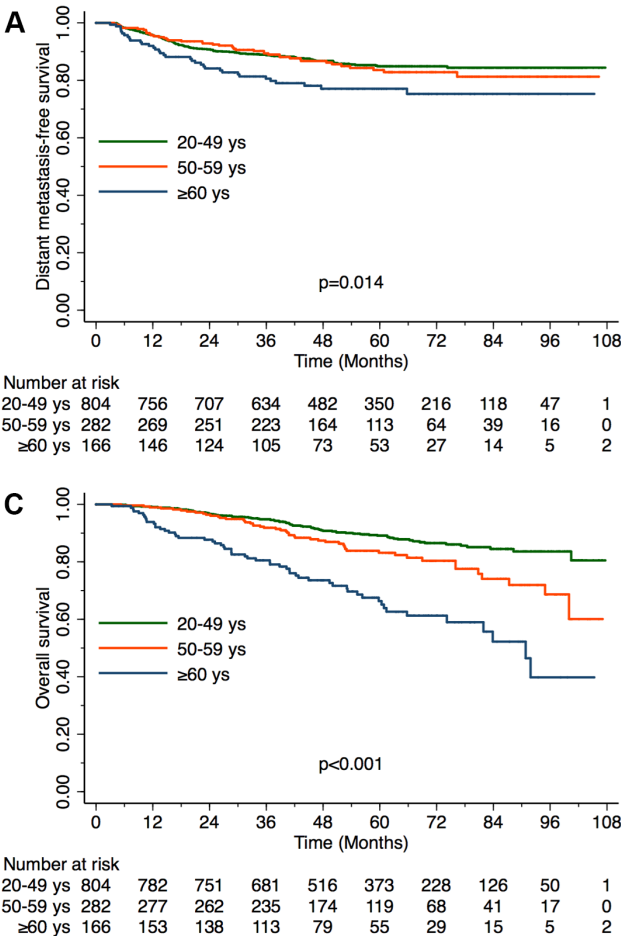 A
Distant metastasis-free survival
1.00
0.80
0.60
0.40
0.20
0.00
20-49 ys
50-59 ys
≥60 ys
p=0.014
0 12 24 36 48 60 72 84 96 108
Time (Months)
Number at risk
20-49 ys 804 756 707 634 482 350 216 118 47 1
50-59 ys 282 269 251 223 164 113 64 39 16 0
≥60 ys 166 146 124 105 73 53 27 14 5 2
C
Overall survival
1.00
0.80
0.60
0.40
0.20
0.00
20-49 ys
50-59 ys
≥60 ys
p<0.001
0 12 24 36 48 60 72 84 96 108
Time (Months)
Number at risk
20-49 ys 804 782 751 681 516 373 228 126 50 1
50-59 ys 282 277 262 235 174 119 68 41 17 0
≥60 ys 166 153 138 113 79 55 29 15 5 2